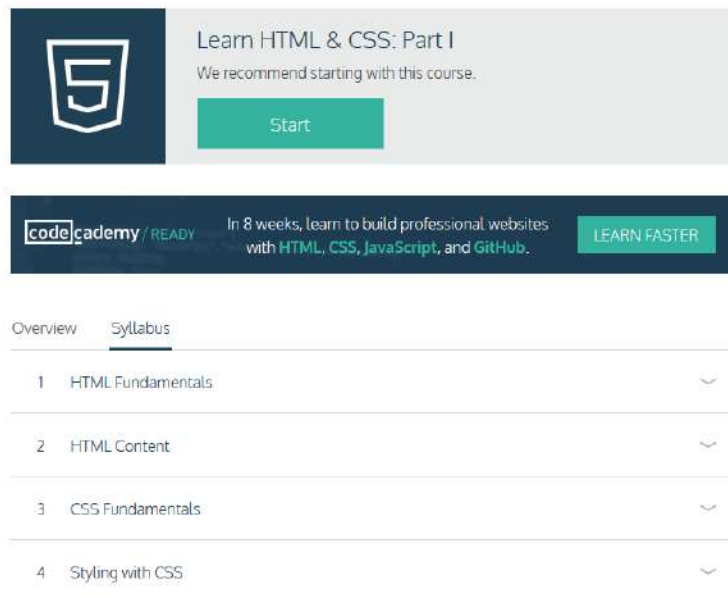 Learn HTML & CSS: Part I
We recommend starting with this course.
Start
codecademy/READY
In 8 weeks, learn to build professional websites
with HTML, CSS, JavaScript, and GitHub.
LEARN FASTER
Overview Syllabus
1 HTML Fundamentals
2 HTML Content
3 CSS Fundamentals
4 Styling with CSS